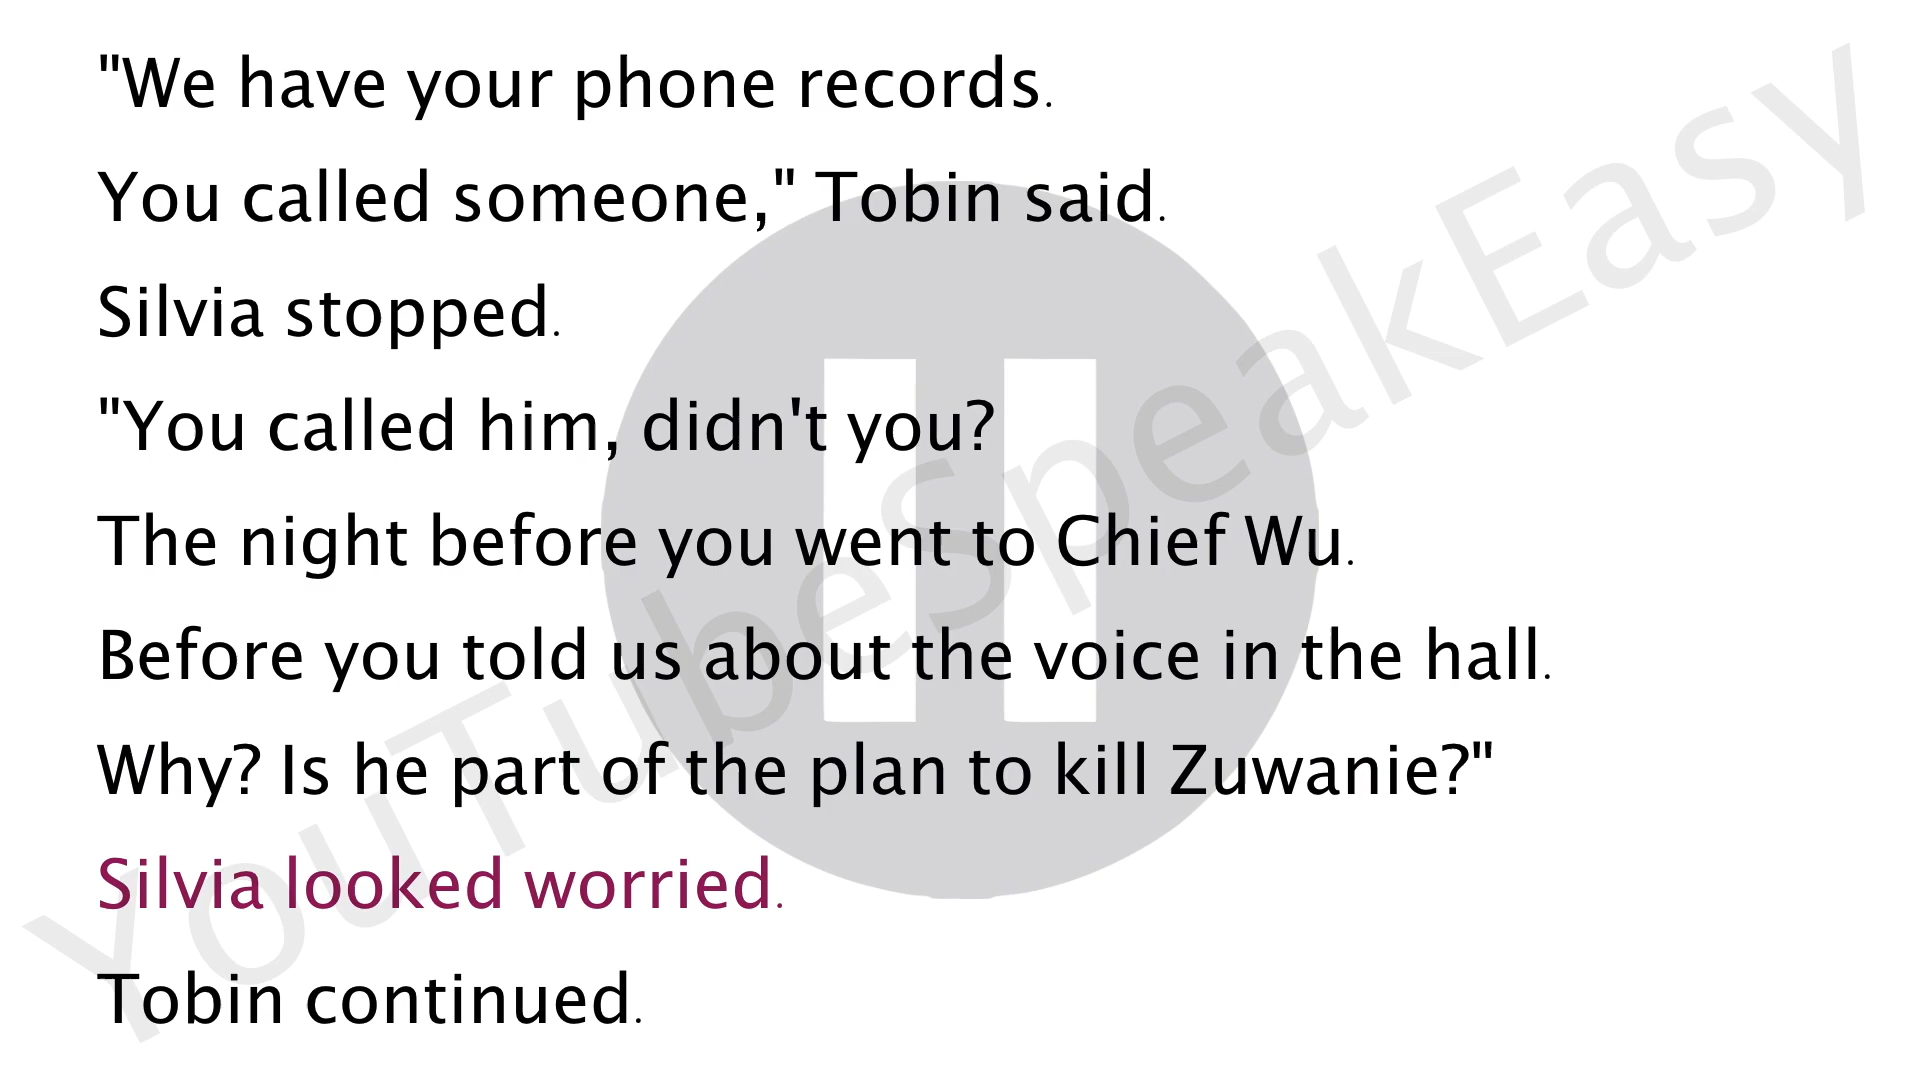 "We have your phone records.
You called someone," Tobin said.
Silvia stopped.
"You called him, didn't you?
The night before you went to Chief Wu.
Before you told us about the voice in the hall.
Why? Is he part of the plan to kill Zuwanie?"
Silvia looked worried.
Tobin continued.
YouTubeSpeakEasy